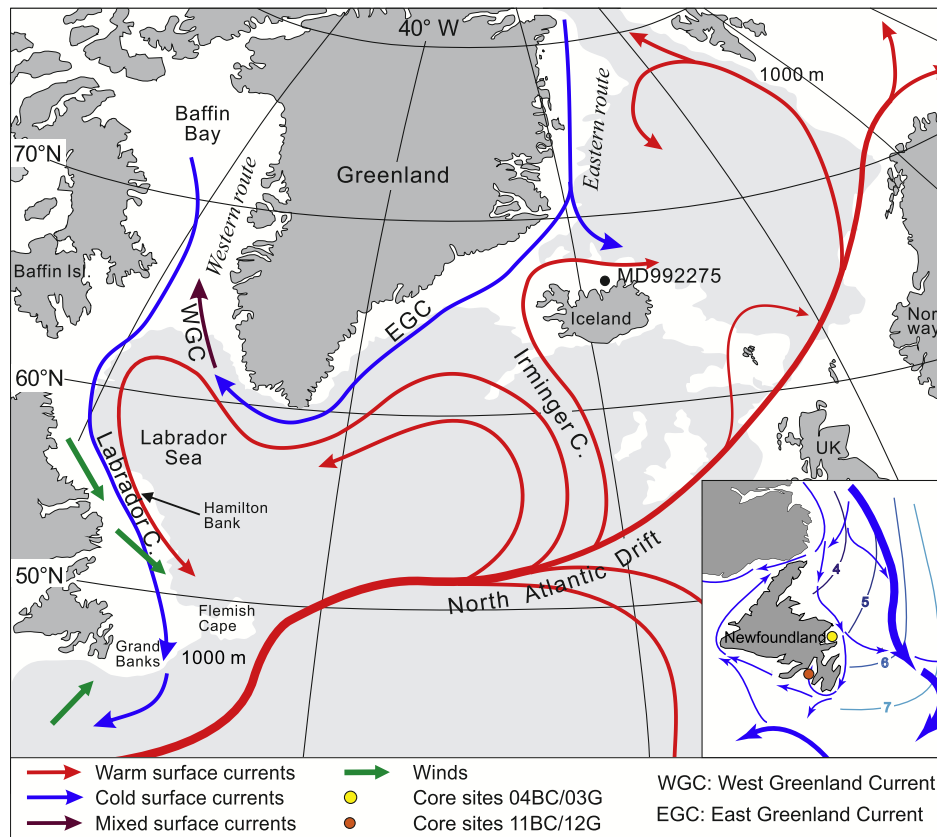 40° W
1000 m
Baffin
Bay
Eastern route
70°N
Greenland
Western route
Baffin Isl.
MD992275
WGC
EGC
Iceland
Nor
way
Irminger C.
60°N
Labrador
Sea
UK
Labrador C.
Hamilton
Bank
50°N
North Atlantic Drift
Flemish
Cape
Grand
Banks
1000 m
4
5
Newfoundland
6
7
Warm surface currents
Winds
WGC: West Greenland Current
Cold surface currents
Core sites 04BC/03G
EGC: East Greenland Current
Mixed surface currents
Core sites 11BC/12G